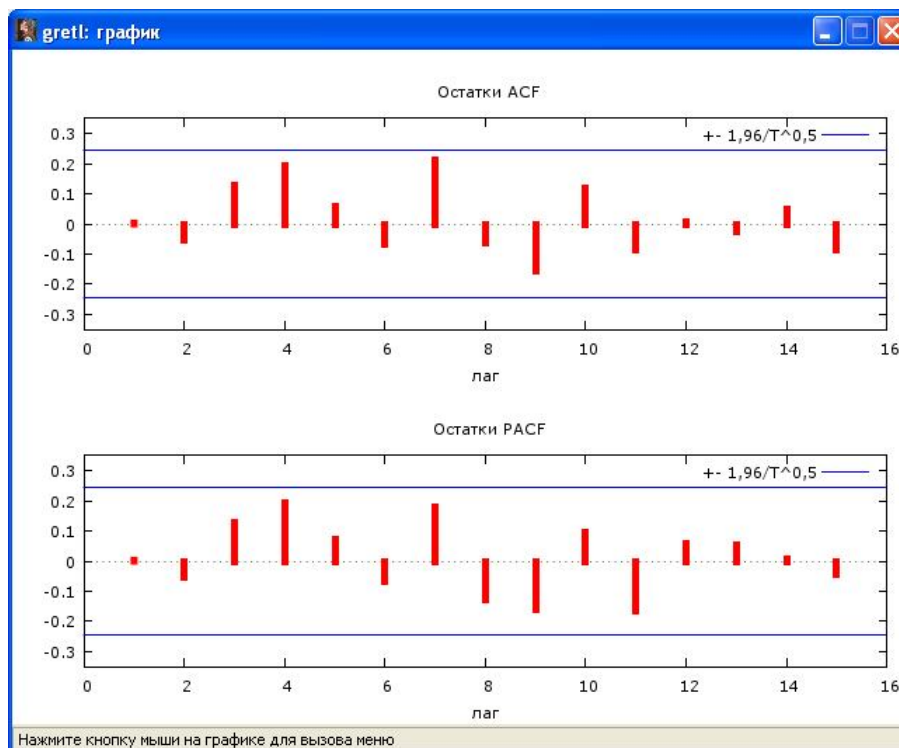 gretl: график
Остатки ACF
+- 1,96/T^0,5
0.3
0.2
0.1
0
-0.1
-0.2
-0.3
0 2 4 6 8 10 12 14 16
лаг
Остатки PACF
+- 1,96/T^0,5
0.3
0.2
0.1
0
-0.1
-0.2
-0.3
0 2 4 6 8 10 12 14 16
лаг
Нажмите кнопку мыши на графике для вызова меню